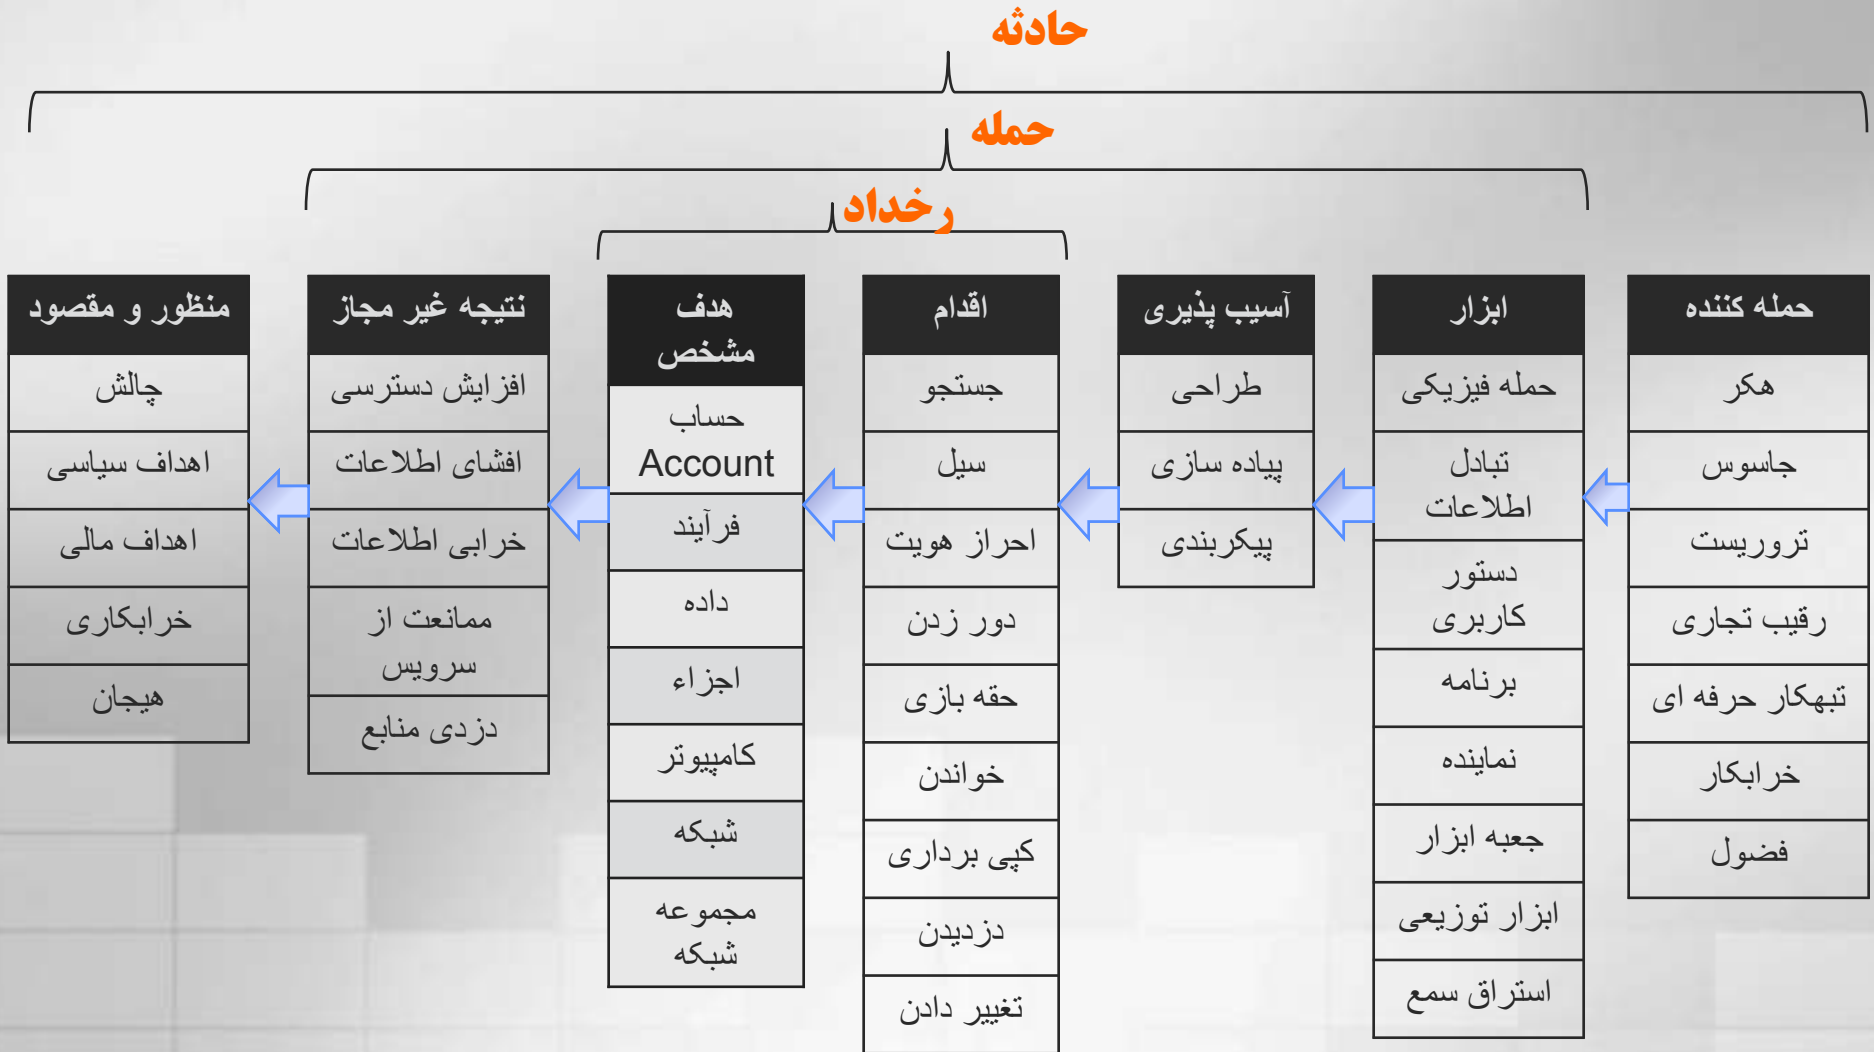 حادثه
حمله
رخداد
حمله کننده
هکر
جاسوس
تروریست
رقیب تجاری
تبهکار حرفه ای
خرابکار
فضول
ابزار
حمله فیزیکی
تبادل
اطلاعات
دستور
کاربری
برنامه
نماینده
جعبه ابزار
ابزار توزیعی
استراق سمع
آسیب پذیری
طراحی
پیاده سازی
پیکربندی
اقدام
جستجو
سیل
احراز هویت
دور زدن
حقه بازی
خواندن
کپی برداری
دزدیدن
تغییر دادن
هدف
مشخص
حساب
Account
فرآیند
داده
اجزاء
کامپیوتر
شبکه
مجموعه
شبکه
نتیجه غیر مجاز
افزایش دسترسی
افشای اطلاعات
خرابی اطلاعات
ممانعت از
سرویس
دزدی منابع
منظور و مقصود
چالش
اهداف سیاسی
اهداف مالی
خرابکاری
هیجان